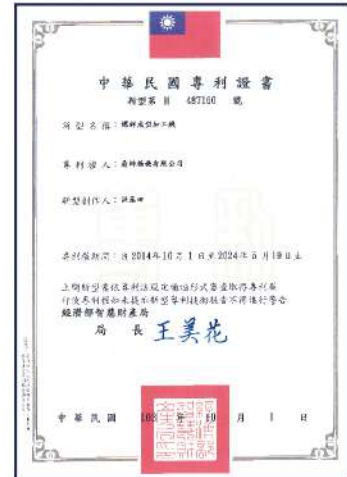 中華民國專利證書
新型第 M 487166 號
新型名稱：螺桿成型加工機
專利權人：
新型創作人：
專利權期間：自2014年10月1日至2024年5月19日止
上開新型業依專利法規定通過形式審查取得專利權
行使專利權如未提示新型專利技術報告不得進行警告
經濟部智慧財產局
局長 王美花
中華民國 103 年 10 月 1 日